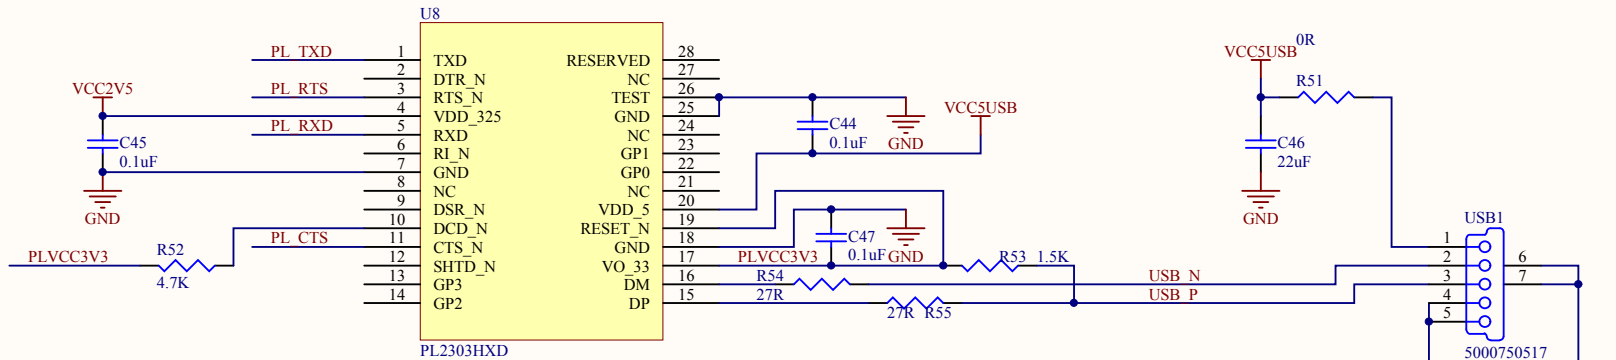 U8
PL_TXD 1 TXD RESERVED 28
2 DTR_N NC 27
PL_RTS 3 RTS_N TEST 26
VCC2V5 4 VDD_325 GND 25
PL_RXD 5 RXD NC 24
6 RI_N GP1 23
7 GND GP0 22
8 NC NC 21
9 DSR_N VDD_5 20
10 DCD_N RESET_N 19
PL_CTS 11 CTS_N GND 18
12 SHTD_N VO_33 17
13 GP3 DM 16
14 GP2 DP 15
PL2303HXD
C45
0.1uF
GND
PLVCC3V3
R52
4.7K
C44
0.1uF
GND
VCC5USB
C47
0.1uF
GND
PLVCC3V3
R53 1.5K
R54
27R
27R R55
USB_N
USB_P
VCC5USB
0R
R51
C46
22uF
GND
USB1
1
2
3
4
5
6
7
5000750517